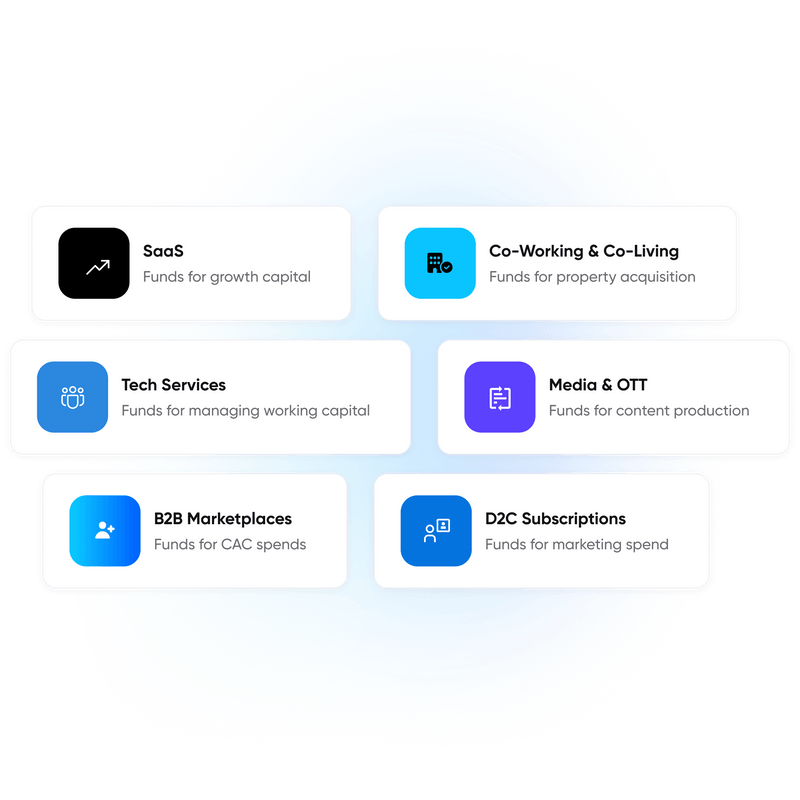 SaaS
Funds for growth capital
Co-Working & Co-Living
Funds for property acquisition
Tech Services
Funds for managing working capital
Media & OTT
Funds for content production
B2B Marketplaces
Funds for CAC spends
D2C Subscriptions
Funds for marketing spend